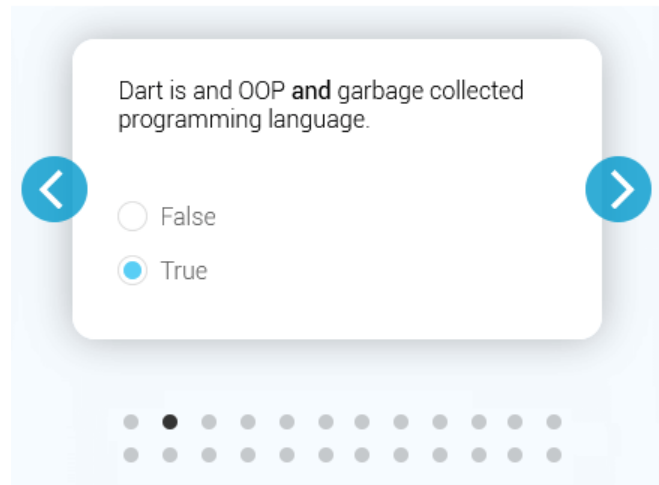 Dart is and OOP and garbage collected
programming language.
False
True